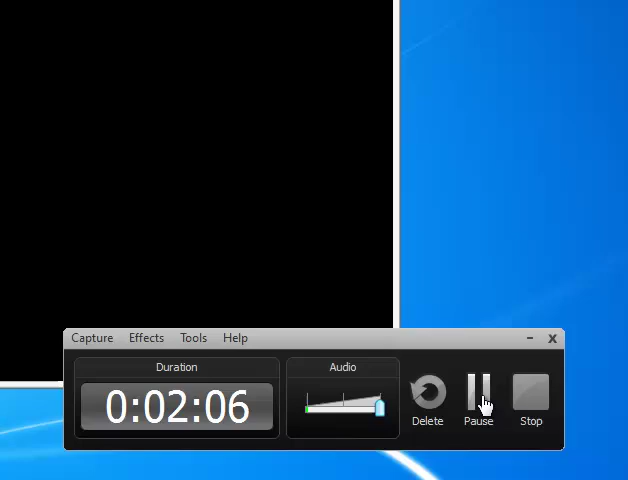 Capture Effects Tools Help
Duration
Audio
0:02:06
Delete Pause Stop